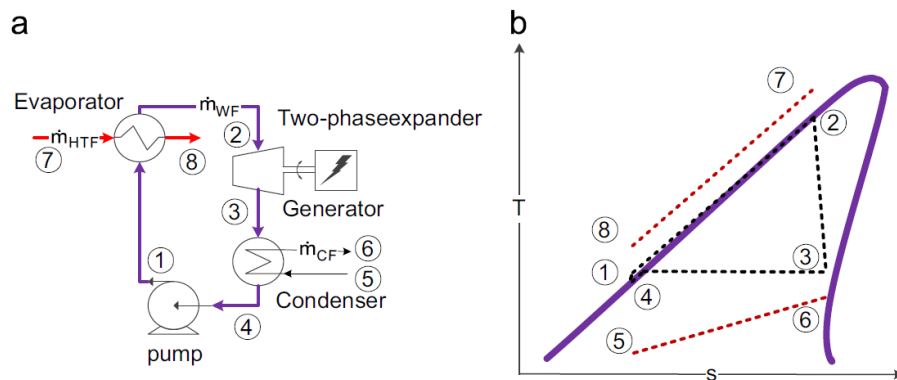 a
Evaporator
ṁWF
②
Two-phaseexpander
ṁHTF
⑦
⑧
③
Generator
ṁCF
⑥
⑤
①
Condenser
④
pump
b
⑦
②
T
⑧
①
③
④
⑥
⑤
s